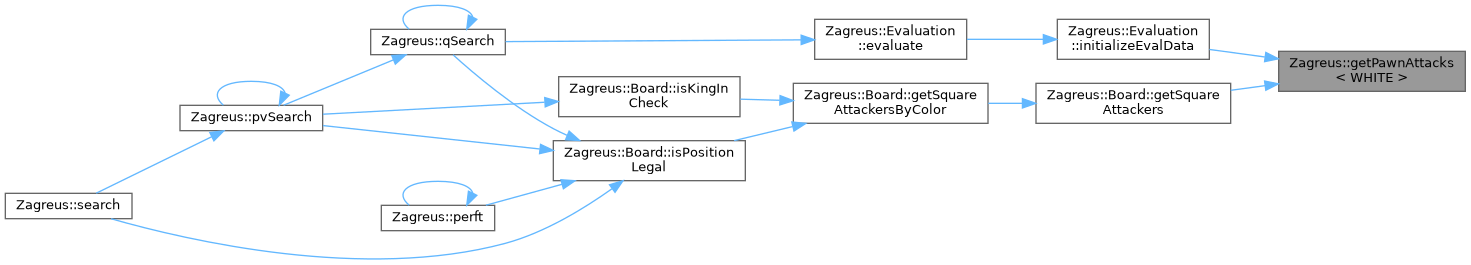 Zagreus::qSearch
Zagreus::Evaluation
::evaluate
Zagreus::Evaluation
::initializeEvalData
Zagreus::getPawnAttacks
< WHITE >
Zagreus::pvSearch
Zagreus::Board::isKingIn
Check
Zagreus::Board::getSquare
AttackersByColor
Zagreus::Board::getSquare
Attackers
Zagreus::Board::isPosition
Legal
Zagreus::search
Zagreus::perft